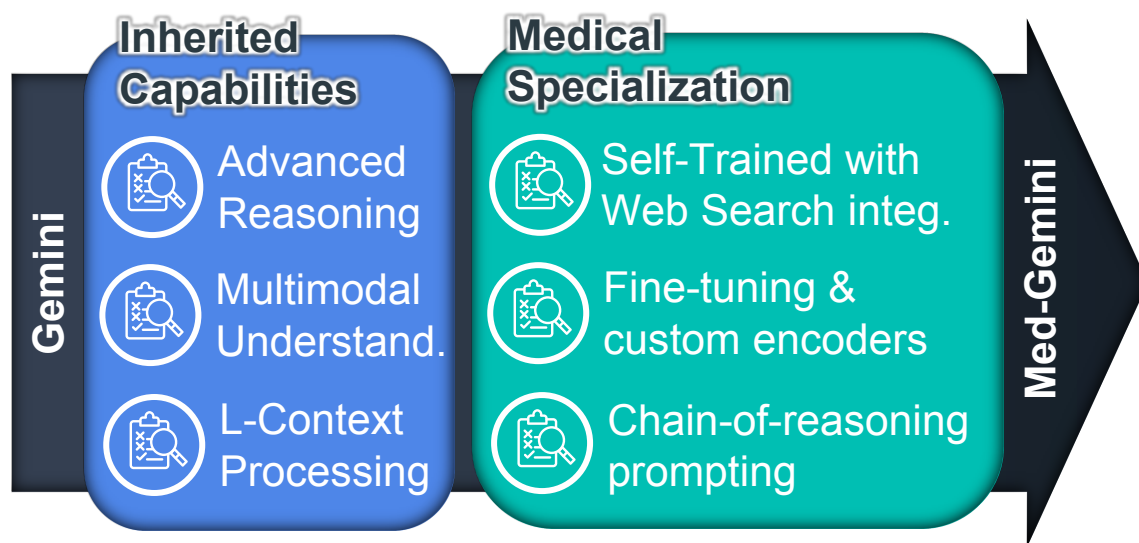 Gemini
Inherited
Capabilities
Advanced
Reasoning
Multimodal
Understand.
L-Context
Processing
Medical
Specialization
Self-Trained with
Web Search integ.
Fine-tuning &
custom encoders
Chain-of-reasoning
prompting
Med-Gemini